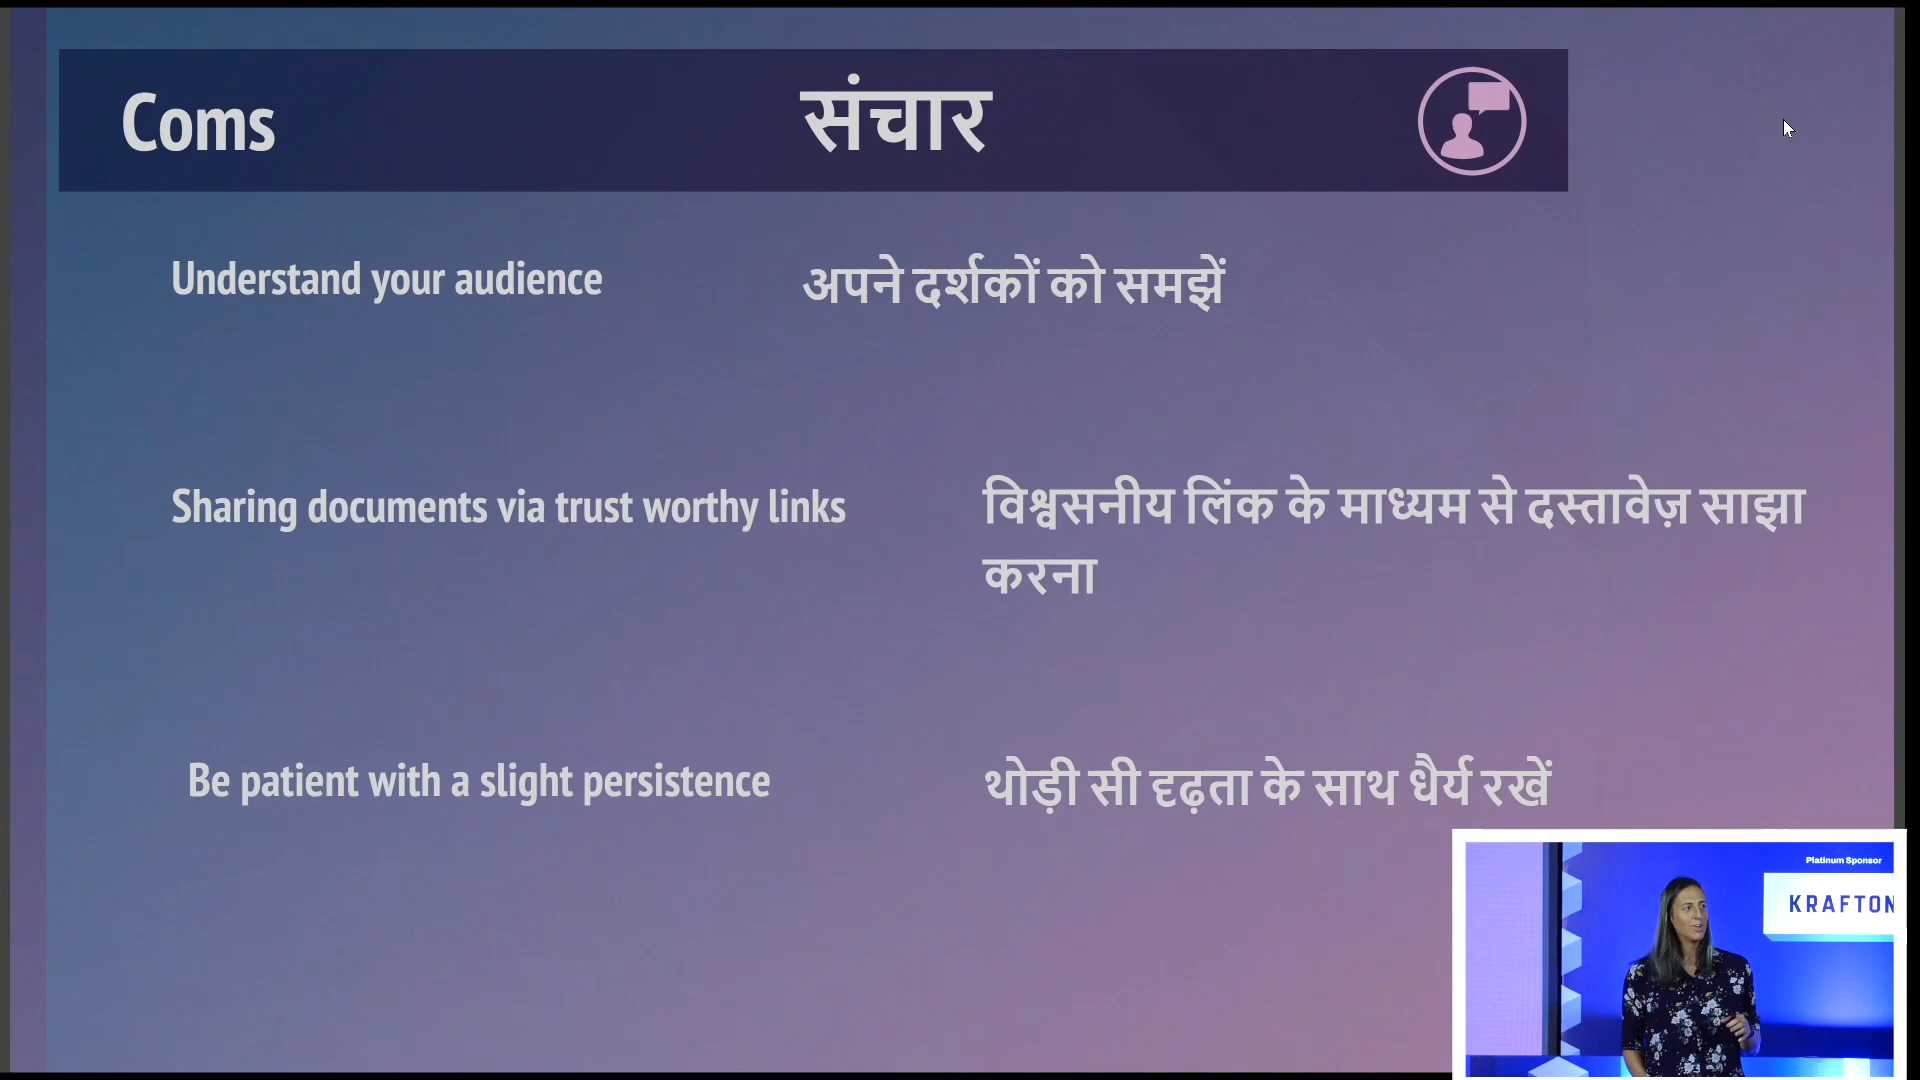 Coms
संचार
Understand your audience
अपने दर्शकों को समझें
Sharing documents via trust worthy links
विश्वसनीय लिंक के माध्यम से दस्तावेज़ साझा
करना
Be patient with a slight persistence
थोड़ी सी दृढ़ता के साथ धैर्य रखें
Platinum Sponsor
KRAFTON